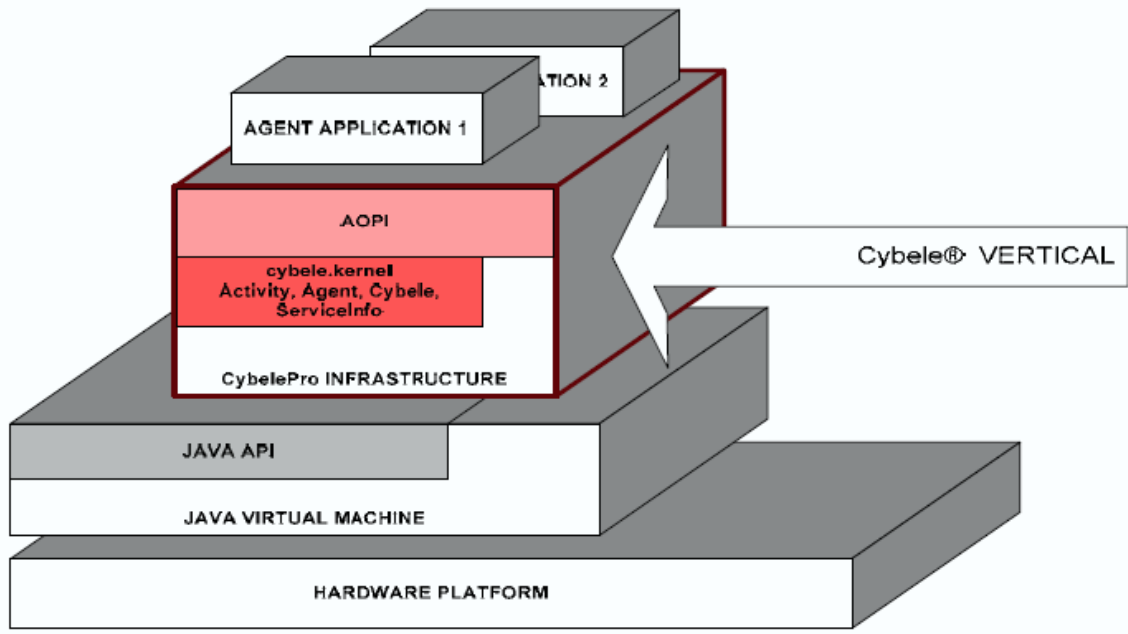 ATION 2
AGENT APPLICATION 1
AOPI
cybele.kernel
Activity, Agent, Cybele,
ServiceInfo
Cybele® VERTICAL
CybelePro INFRASTRUCTURE
JAVA API
JAVA VIRTUAL MACHINE
HARDWARE PLATFORM